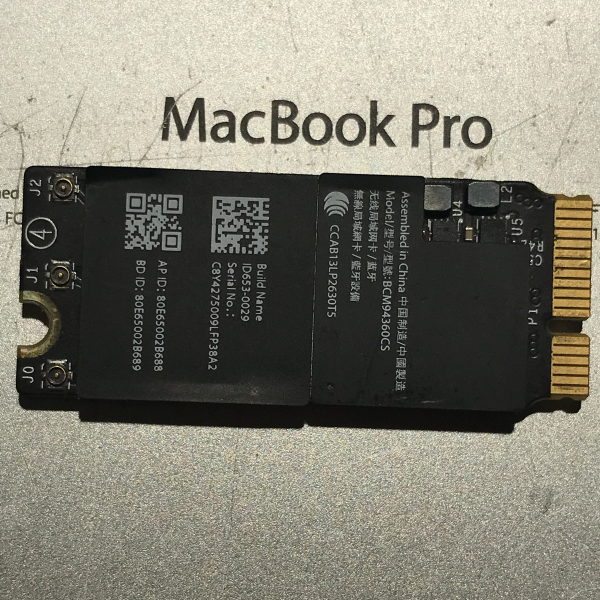 MacBook Pro
J2
4
J1
J0
AP ID: 80E65002B688
BD ID: 80E65002B689
Build Name
ID653-0029
Serial No.:
C8Y4275009LFP38A2
Assembled in China 中国制造/中國製造
Model/型号/型號:BCM94360CS
无线局域网卡 / 蓝牙
無線局域網卡 / 藍牙設備
CCAB13LP2630T5
U4
L2
U5
P1